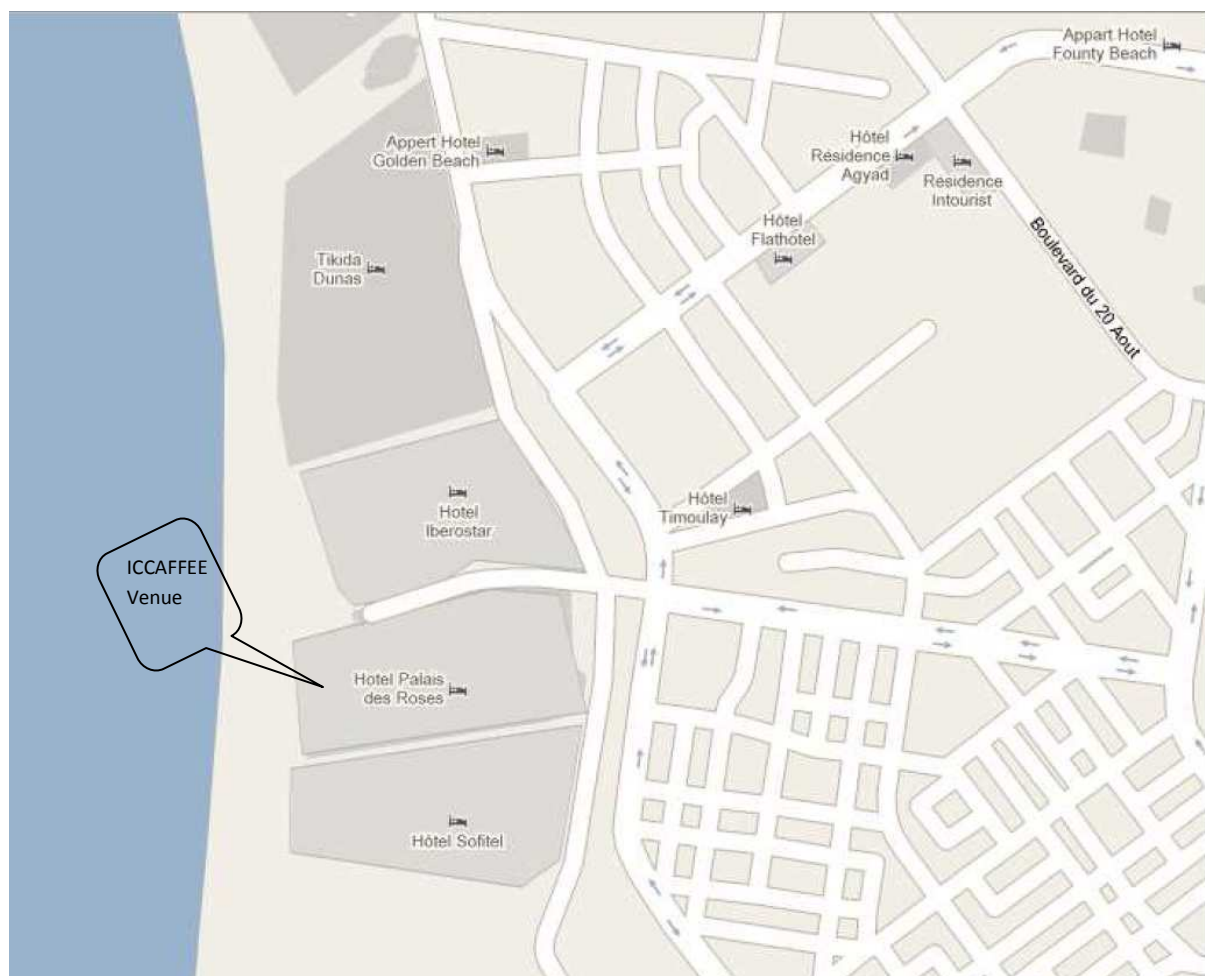 Appart Hotel
Founty Beach
Appert Hotel
Golden Beach
Hôtel
Résidence
Agyad
Résidence
Intourist
Hôtel
Flathotel
Tikida
Dunas
Boulevard du 20 Aout
Hotel
Iberostar
Hôtel
Timoulay
ICCAFFEE
Venue
Hotel Palais
des Roses
Hôtel Sofitel